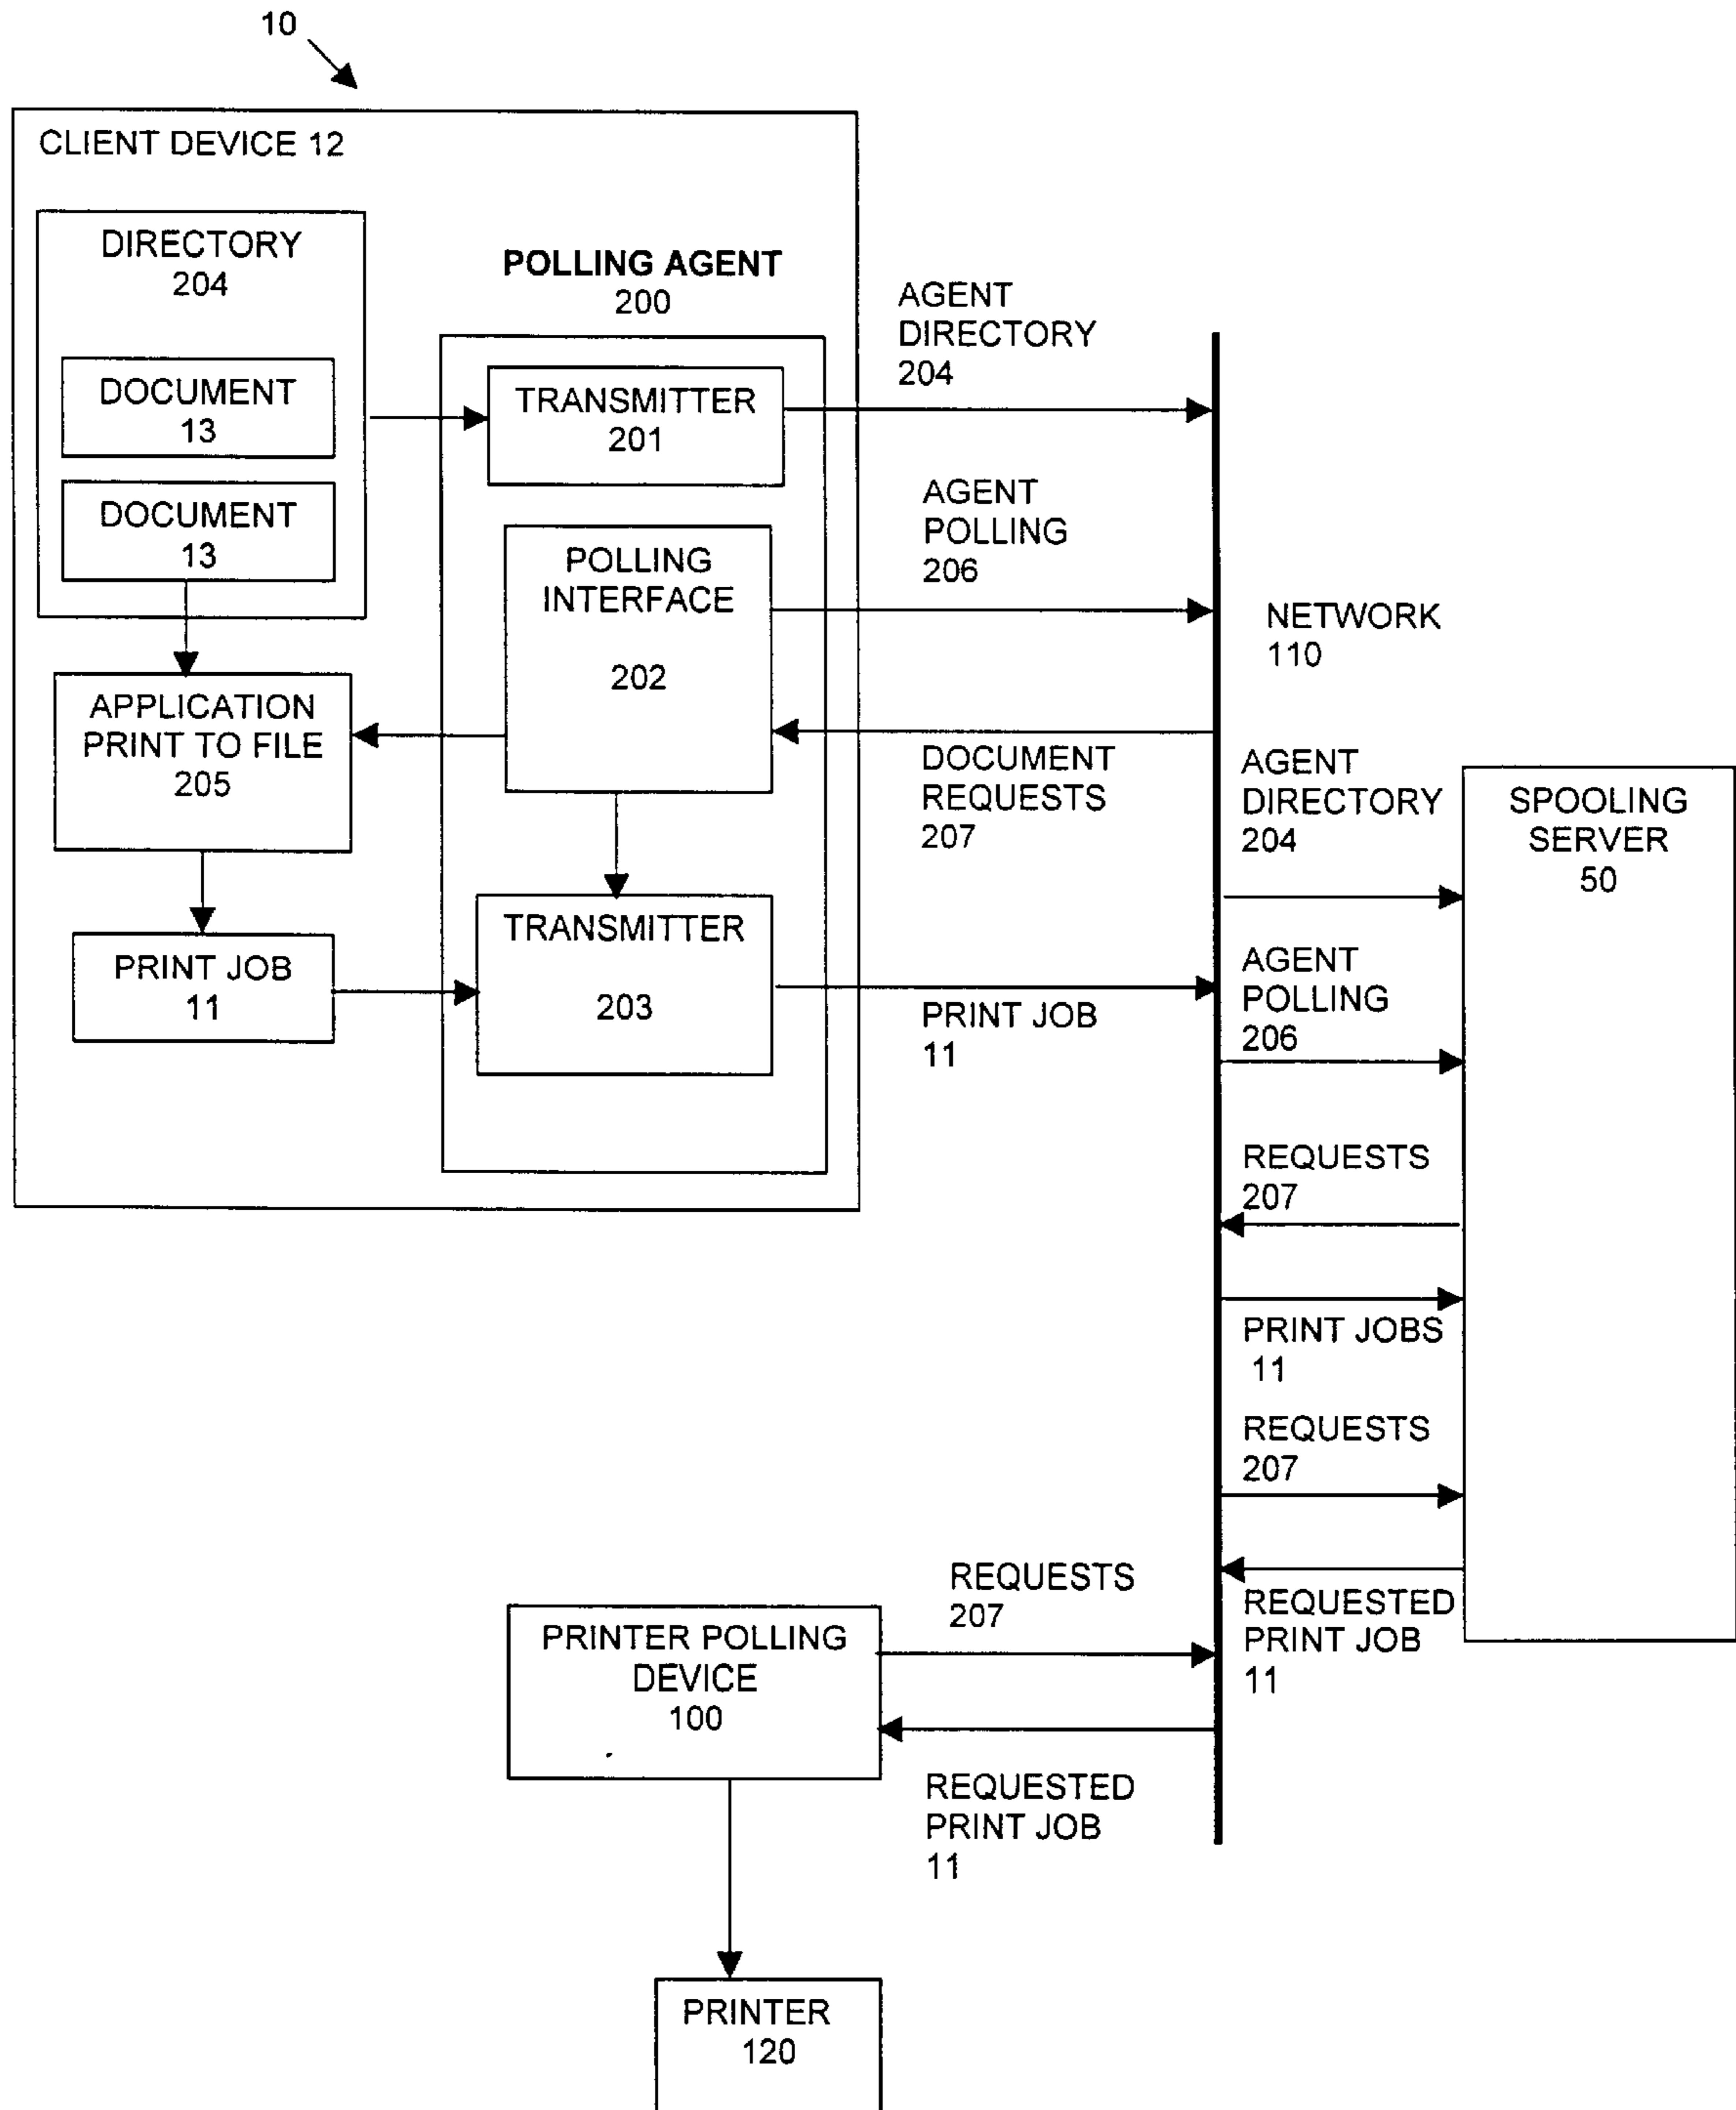 10
CLIENT DEVICE 12
DIRECTORY
204
DOCUMENT
13
DOCUMENT
13
APPLICATION
PRINT TO FILE
205
PRINT JOB
11
POLLING AGENT
200
TRANSMITTER
201
POLLING
INTERFACE
202
TRANSMITTER
203
AGENT
DIRECTORY
204
AGENT
POLLING
206
DOCUMENT
REQUESTS
207
PRINT JOB
11
NETWORK
110
AGENT
DIRECTORY
204
AGENT
POLLING
206
REQUESTS
207
PRINT JOBS
11
REQUESTS
207
REQUESTED
PRINT JOB
11
SPOOLING
SERVER
50
REQUESTS
207
PRINTER POLLING
DEVICE
100
REQUESTED
PRINT JOB
11
PRINTER
120